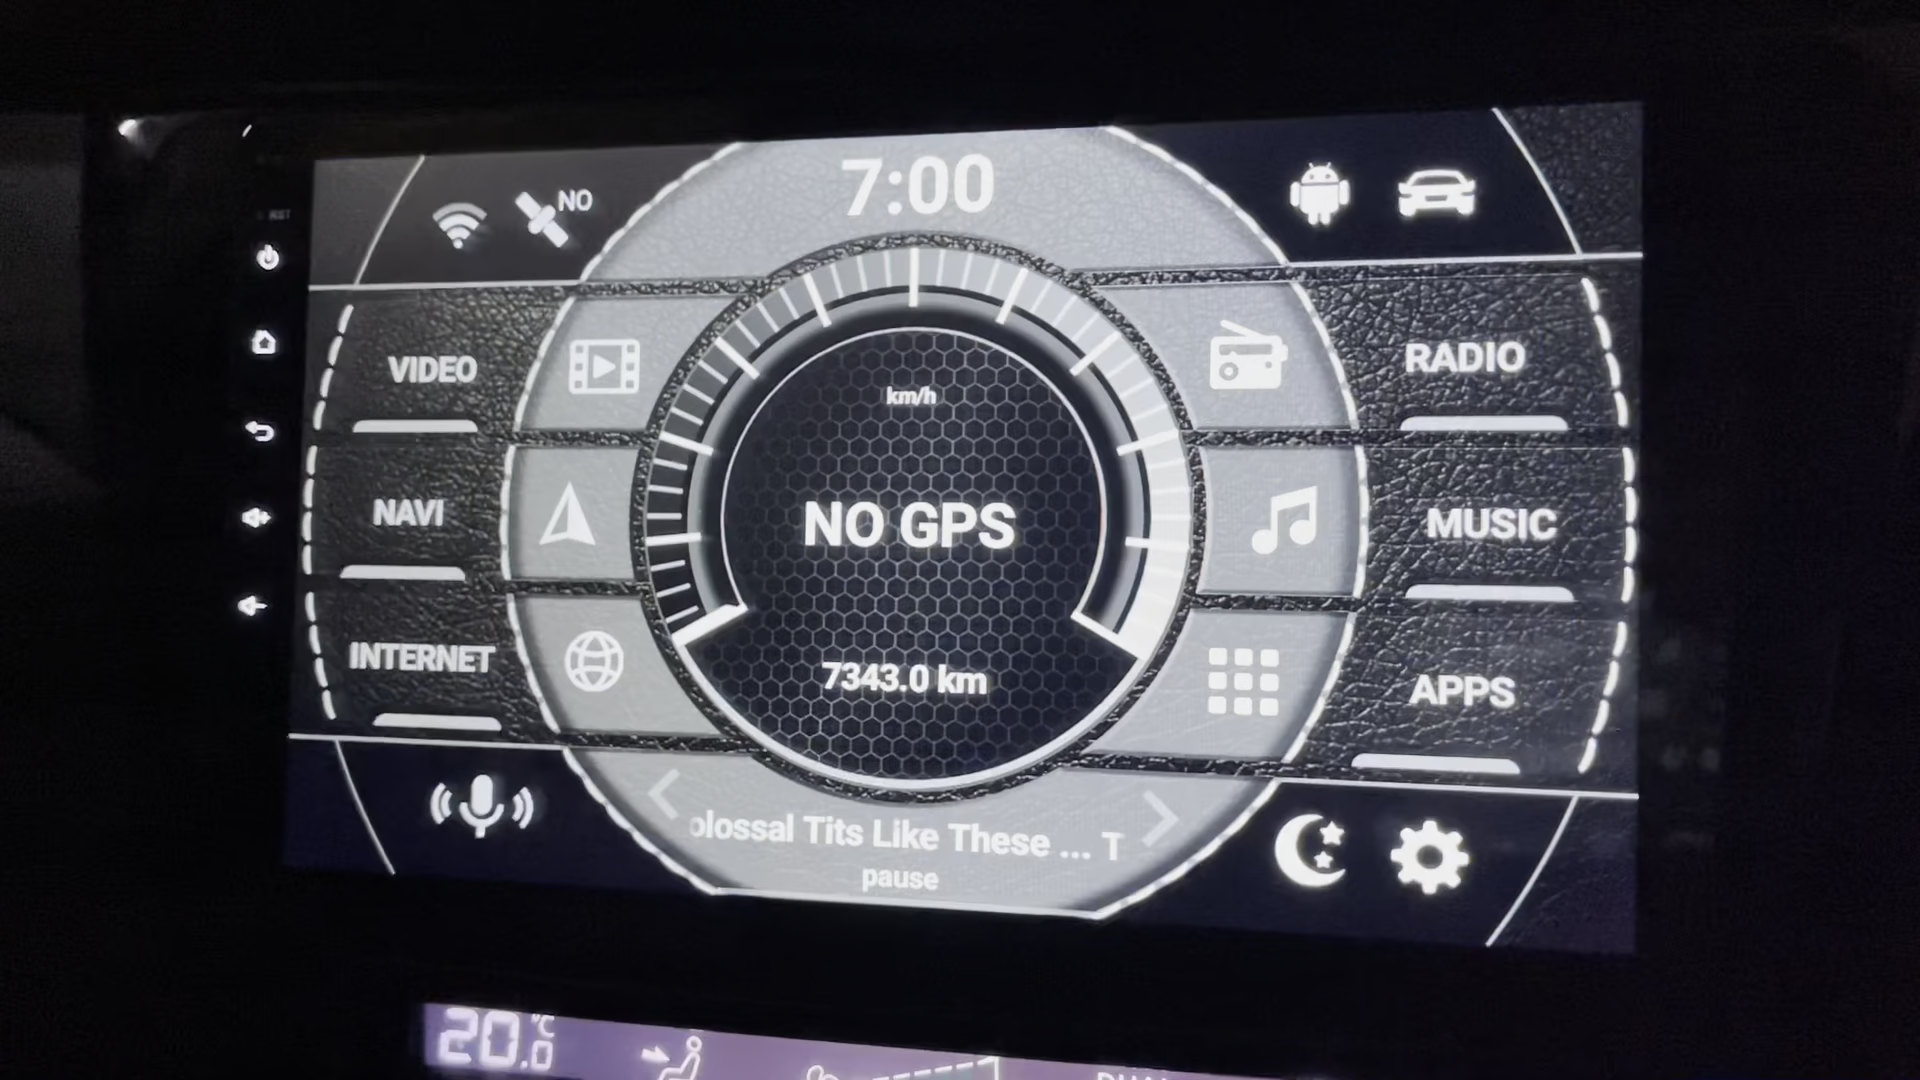 7:00
NO
RST
VIDEO
RADIO
km/h
NAVI
NO GPS
MUSIC
INTERNET
7343.0 km
APPS
olossal Tits Like These ... T
pause
20.0 °C